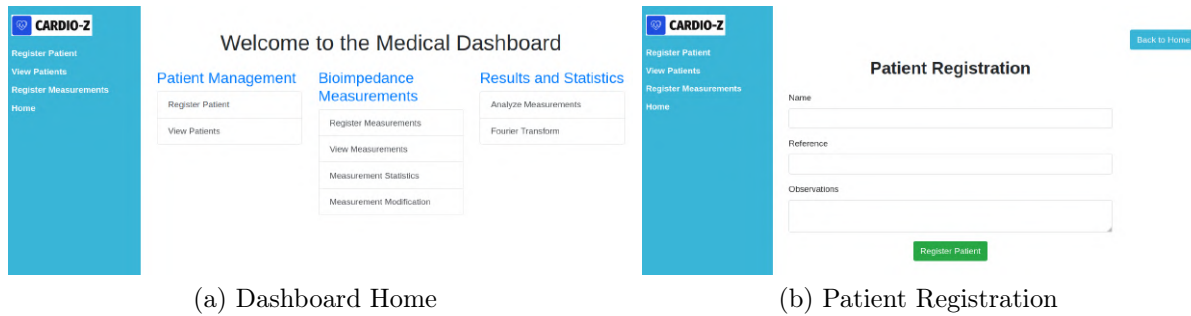 CARDIO-Z
Register Patient
View Patients
Register Measurements
Home
Welcome to the Medical Dashboard
Patient Management
Register Patient
View Patients
Bioimpedance
Measurements
Register Measurements
View Measurements
Measurement Statistics
Measurement Modification
Results and Statistics
Analyze Measurements
Fourier Transform
(a) Dashboard Home
CARDIO-Z
Register Patient
View Patients
Register Measurements
Home
Back to Home
Patient Registration
Name
Reference
Observations
Register Patient
(b) Patient Registration